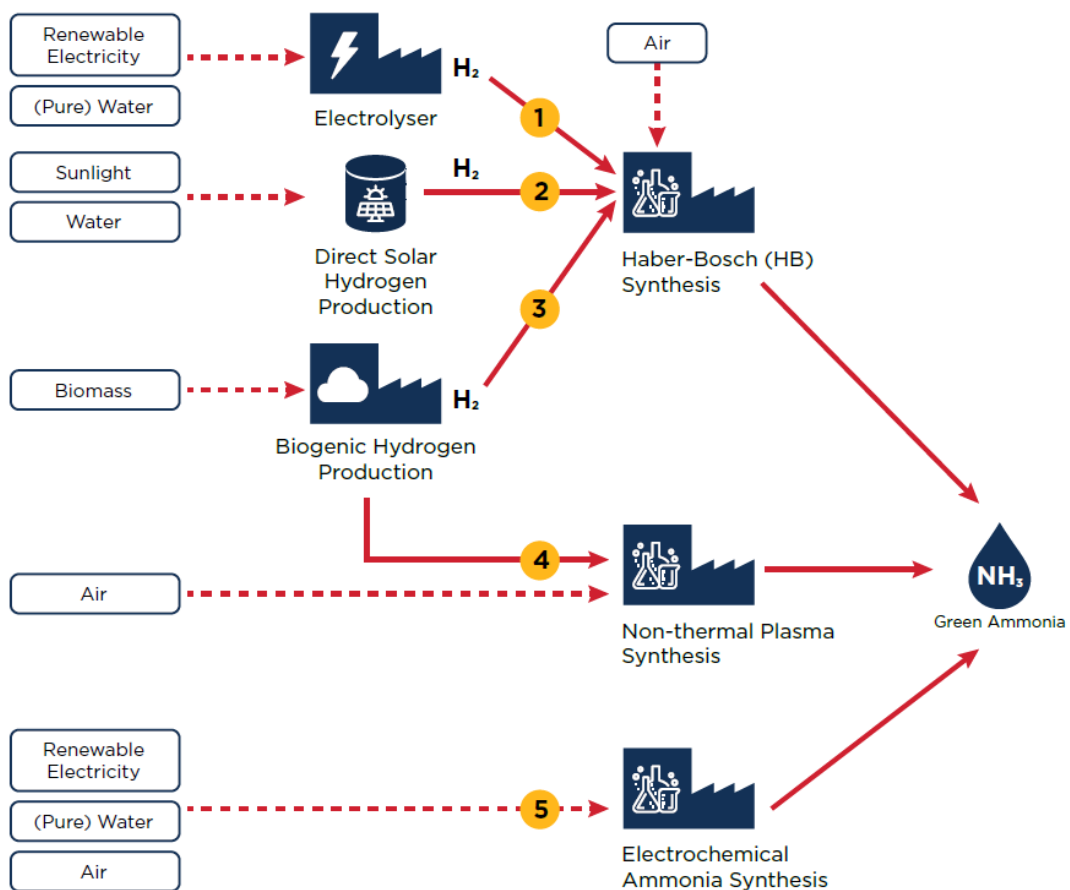 Renewable
Electricity
(Pure) Water
H₂
Electrolyser
1
Air
Sunlight
Water
H₂
2
Direct Solar
Hydrogen
Production
Haber-Bosch (HB)
Synthesis
3
Biomass
H₂
Biogenic Hydrogen
Production
4
Air
Non-thermal Plasma
Synthesis
NH₃
Green Ammonia
Renewable
Electricity
(Pure) Water
Air
5
Electrochemical
Ammonia Synthesis